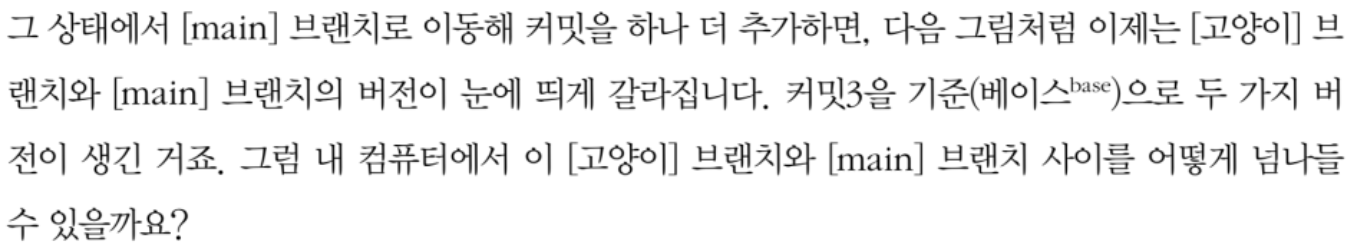 그 상태에서 [main] 브랜치로 이동해 커밋을 하나 더 추가하면, 다음 그림처럼 이제는 [고양이] 브
랜치와 [main] 브랜치의 버전이 눈에 띄게 갈라집니다. 커밋3을 기준(베이스base)으로 두 가지 버
전이 생긴 거죠. 그럼 내 컴퓨터에서 이 [고양이] 브랜치와 [main] 브랜치 사이를 어떻게 넘나들
수 있을까요?